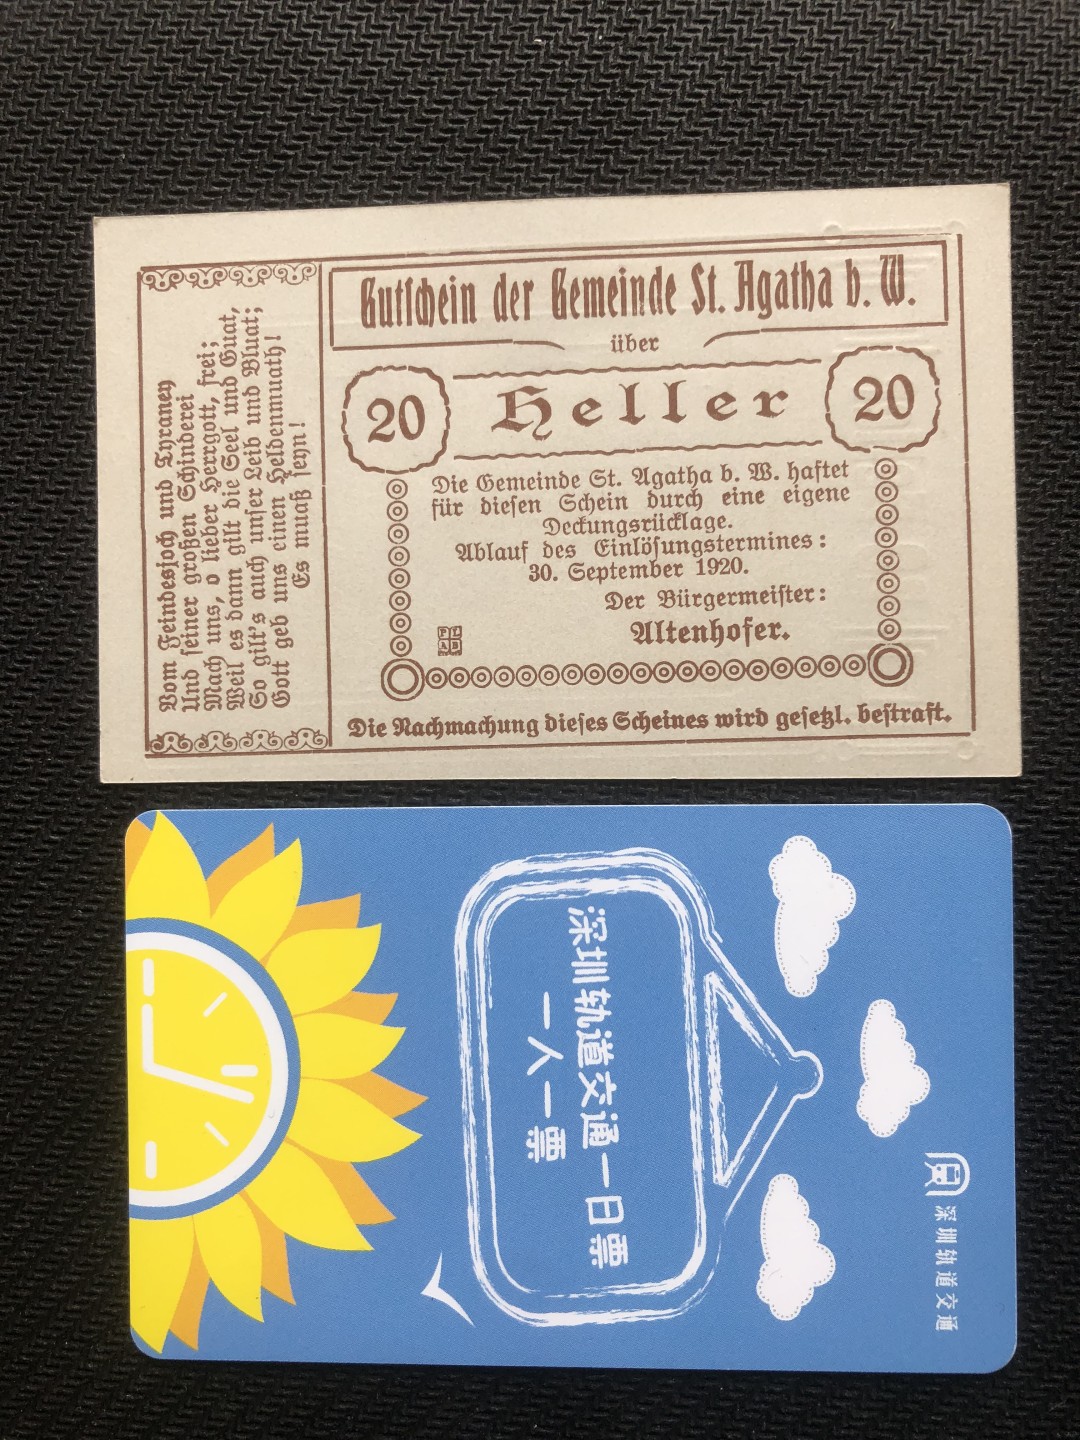 Gutschein der Gemeinde St. Agatha b. W.
über
20 Heller 20
Die Gemeinde St. Agatha b. W. haftet
für diesen Schein durch eine eigene
Deckungsrücklage.
Ablauf des Einlösungstermines:
30. September 1920.
Der Bürgermeister:
Altenhofer.
Die Nachmachung dieses Scheines wird gesetzl. bestraft.
Vom Feindesjoch und Tyraney
Und seiner großen Schinderei
Mach uns, o lieber Herrgott, frei;
Weil es dann gilt die Seel und Guat,
So gilt's auch unser Leib und Bluat;
Gott geb uns einen Heldenmuath!
Es muaß seyn!
深圳轨道交通
深圳轨道交通一日票
一人一票